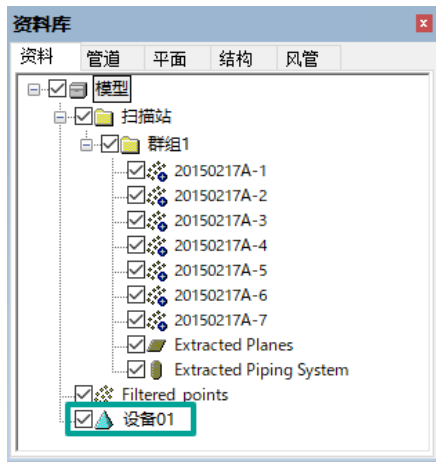 资料库
资料 管道 平面 结构 风管
模型
扫描站
群组1
20150217A-1
20150217A-2
20150217A-3
20150217A-4
20150217A-5
20150217A-6
20150217A-7
Extracted Planes
Extracted Piping System
Filtered_points
设备01